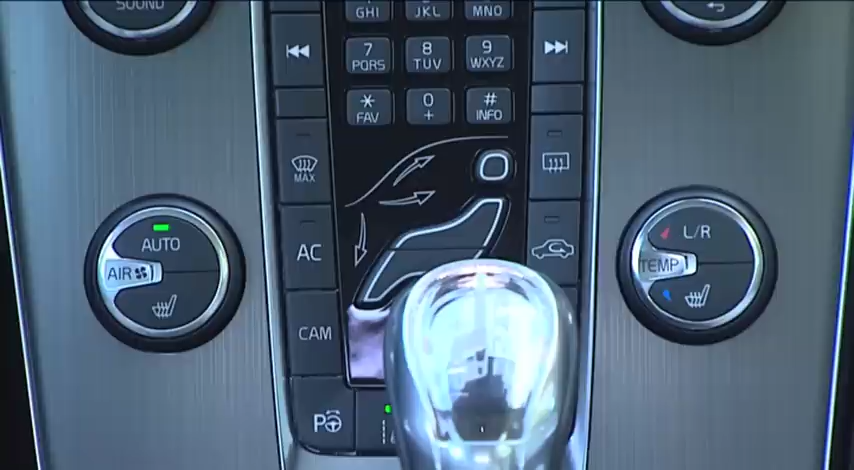 SOUND
GHI JKL MNO
7 PQRS 8 TUV 9 WXYZ
* FAV 0 + # INFO
MAX
AUTO
AIR
AC
L/R
TEMP
CAM
P